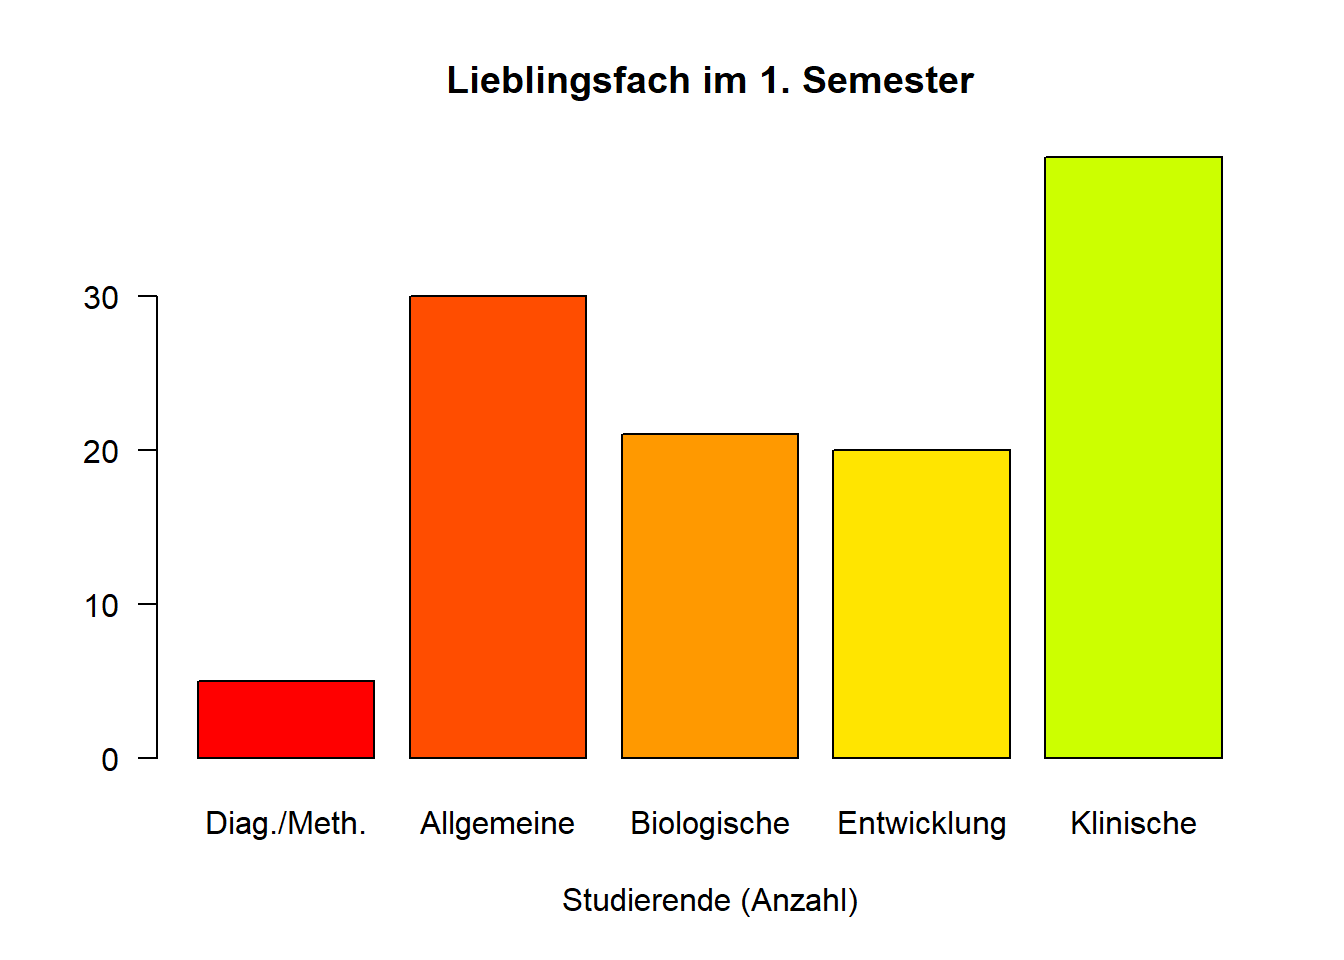 Lieblingsfach im 1. Semester
30
20
10
0
Diag./Meth. Allgemeine Biologische Entwicklung Klinische
Studierende (Anzahl)